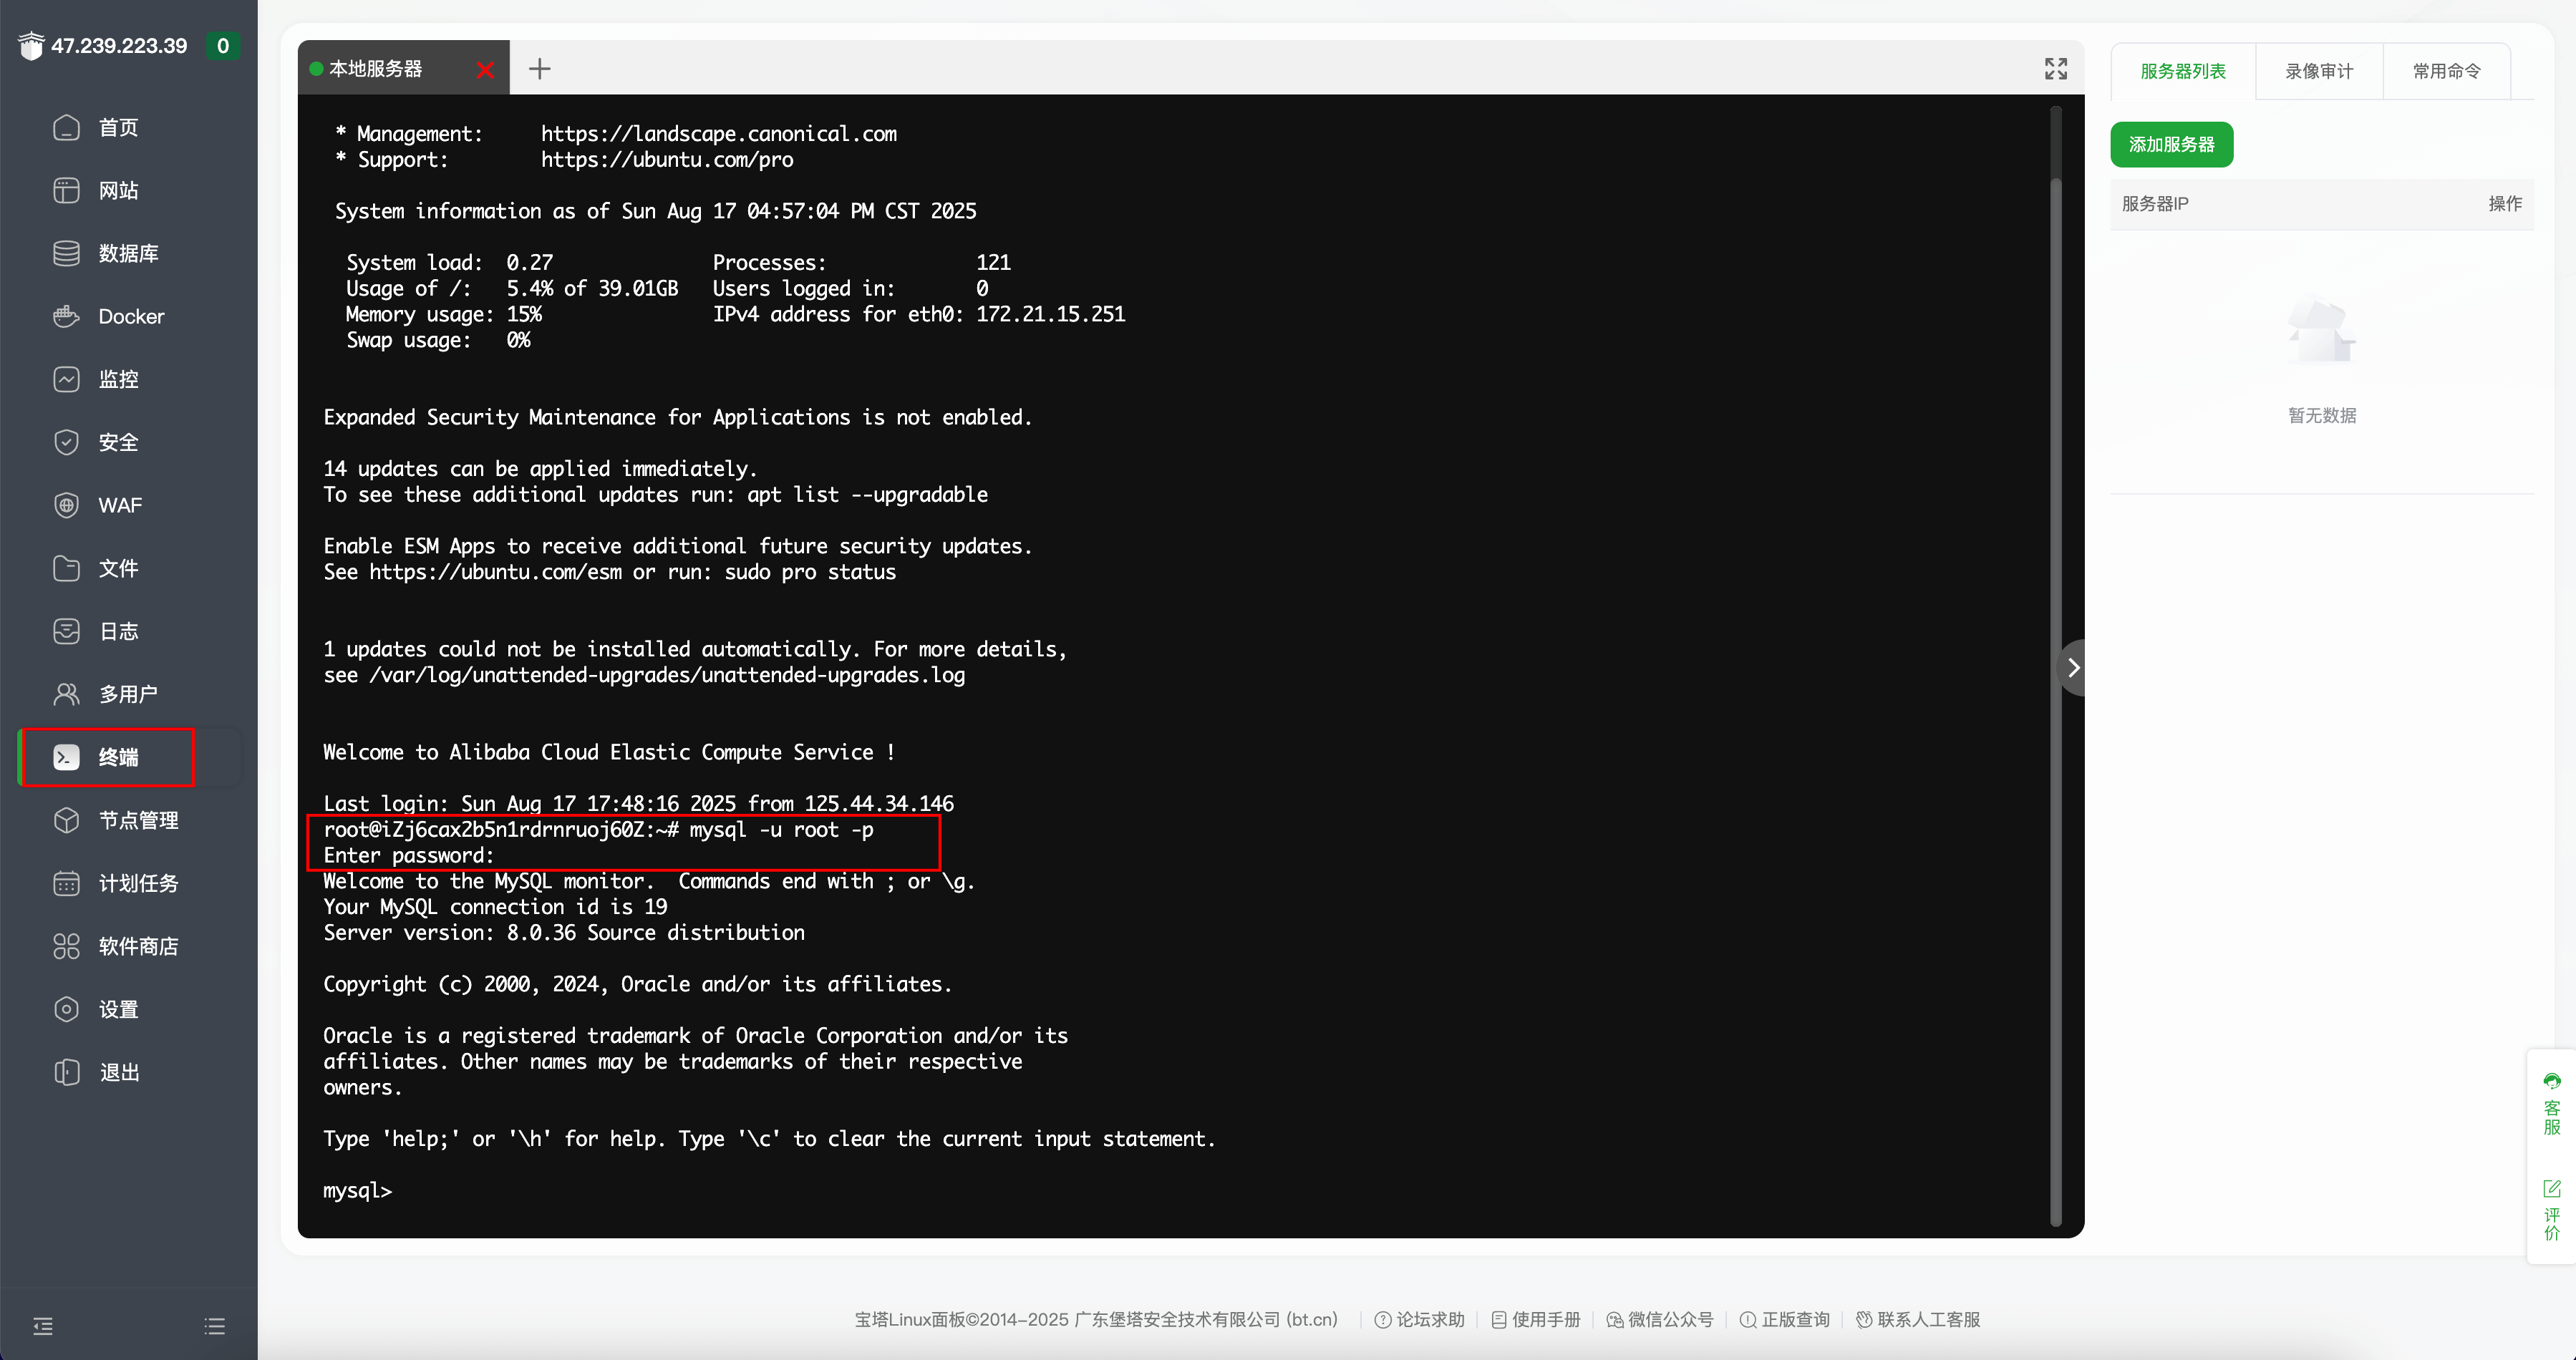 47.239.223.39 0
首页
网站
数据库
Docker
监控
安全
WAF
文件
日志
多用户
终端
节点管理
计划任务
软件商店
设置
退出
本地服务器
* Management:     https://landscape.canonical.com
* Support:        https://ubuntu.com/pro
System information as of Sun Aug 17 04:57:04 PM CST 2025
System load:  0.27              Processes:             121
Usage of /:   5.4% of 39.01GB   Users logged in:       0
Memory usage: 15%               IPv4 address for eth0: 172.21.15.251
Swap usage:   0%
Expanded Security Maintenance for Applications is not enabled.
14 updates can be applied immediately.
To see these additional updates run: apt list --upgradable
Enable ESM Apps to receive additional future security updates.
See https://ubuntu.com/esm or run: sudo pro status
1 updates could not be installed automatically. For more details,
see /var/log/unattended-upgrades/unattended-upgrades.log
Welcome to Alibaba Cloud Elastic Compute Service !
Last login: Sun Aug 17 17:48:16 2025 from 125.44.34.146
root@iZj6cax2b5n1rdrnruoj60Z:~# mysql -u root -p
Enter password:
Welcome to the MySQL monitor.  Commands end with ; or \g.
Your MySQL connection id is 19
Server version: 8.0.36 Source distribution
Copyright (c) 2000, 2024, Oracle and/or its affiliates.
Oracle is a registered trademark of Oracle Corporation and/or its
affiliates. Other names may be trademarks of their respective
owners.
Type 'help;' or '\h' for help. Type '\c' to clear the current input statement.
mysql>
服务器列表 录像审计 常用命令
添加服务器
服务器IP 操作
暂无数据
客服
评价
宝塔Linux面板©2014-2025 广东堡塔安全技术有限公司 (bt.cn) 论坛求助 使用手册 微信公众号 正版查询 联系人工客服